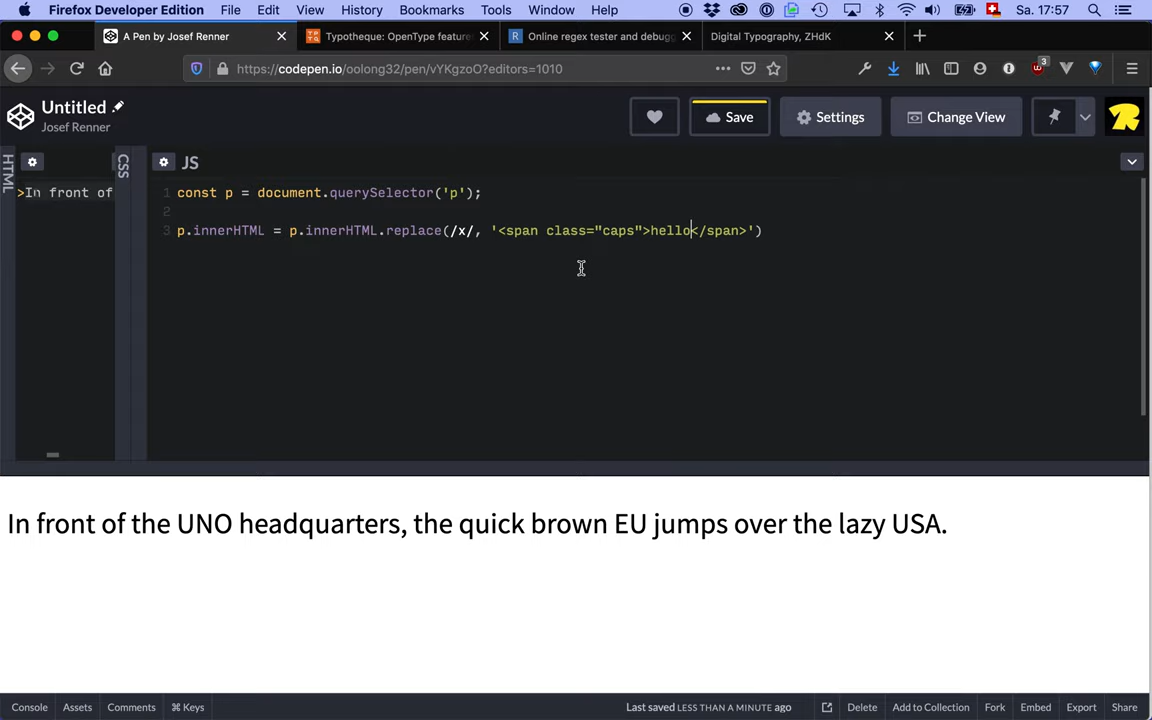 Firefox Developer Edition File Edit View History Bookmarks Tools Window Help Sa. 17:57
A Pen by Josef Renner Typotheque: OpenType feature Online regex tester and debugg Digital Typography, ZHdK
https://codepen.io/oolong32/pen/vYKgzoO?editors=1010 3
Untitled
Josef Renner
Save Settings Change View
HTML
CSS
JS
>In front of
1 const p = document.querySelector('p');
2
3 p.innerHTML = p.innerHTML.replace(/x/, '<span class="caps">hello</span>')
In front of the UNO headquarters, the quick brown EU jumps over the lazy USA.
Console Assets Comments ⌘ Keys Last saved LESS THAN A MINUTE ago Delete Add to Collection Fork Embed Export Share